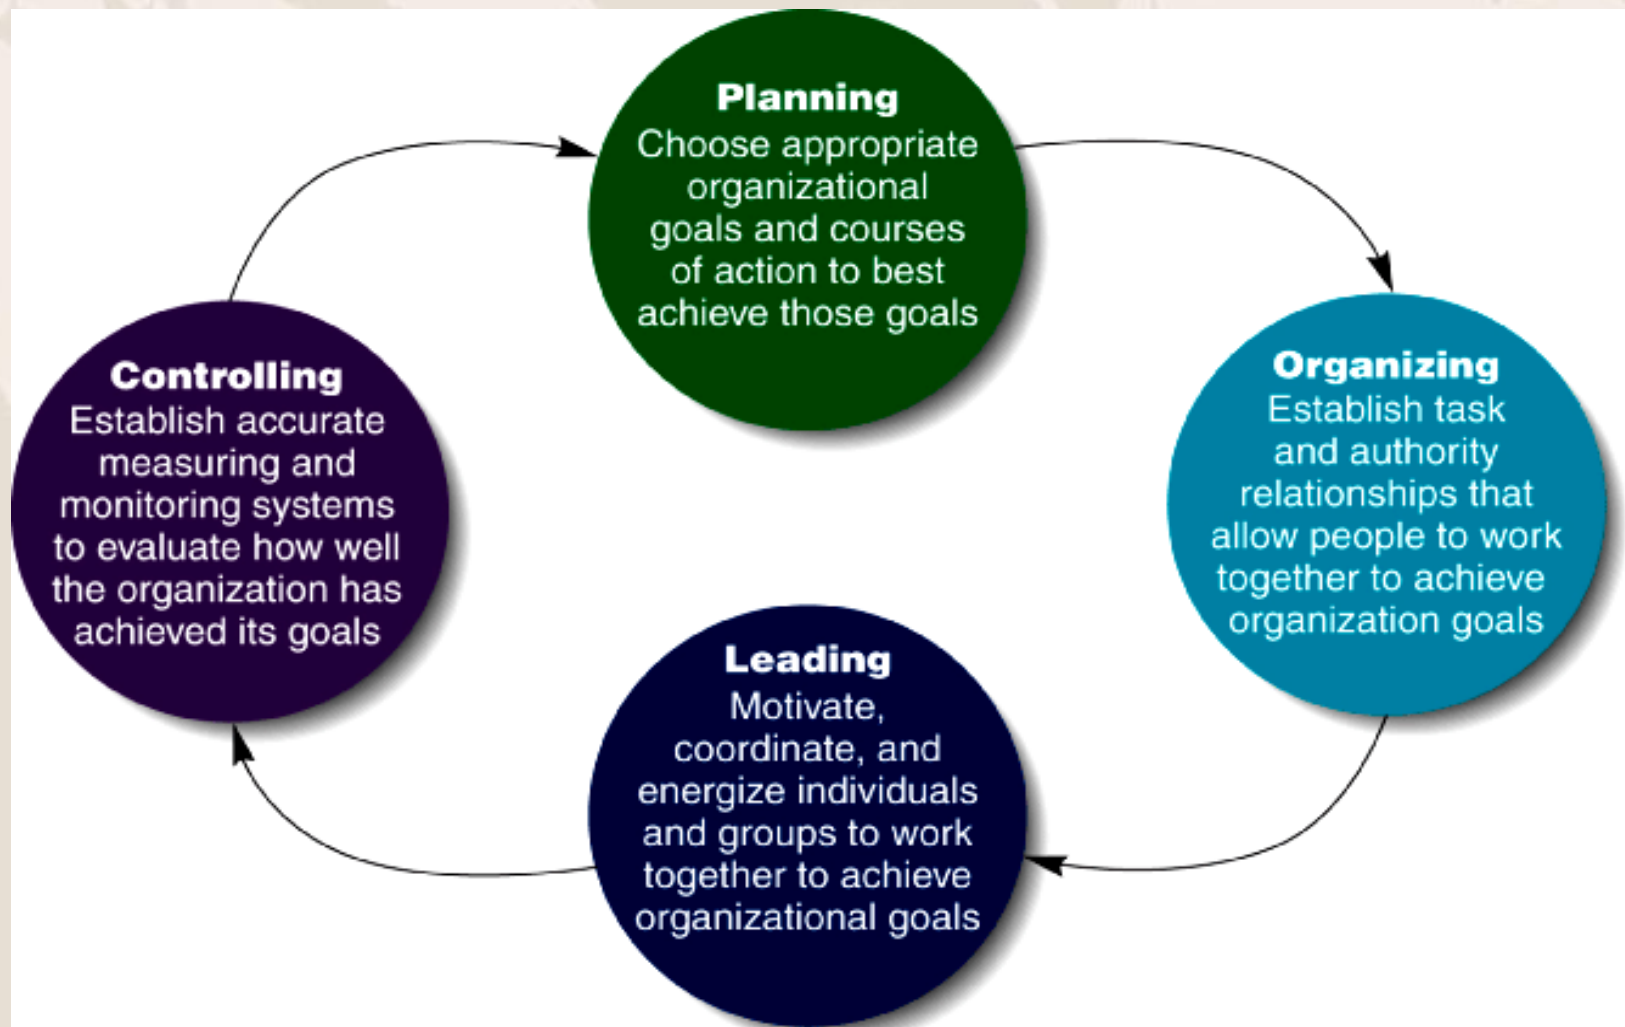 Planning
Choose appropriate
organizational
goals and courses
of action to best
achieve those goals
Organizing
Establish task
and authority
relationships that
allow people to work
together to achieve
organization goals
Leading
Motivate,
coordinate, and
energize individuals
and groups to work
together to achieve
organizational goals
Controlling
Establish accurate
measuring and
monitoring systems
to evaluate how well
the organization has
achieved its goals